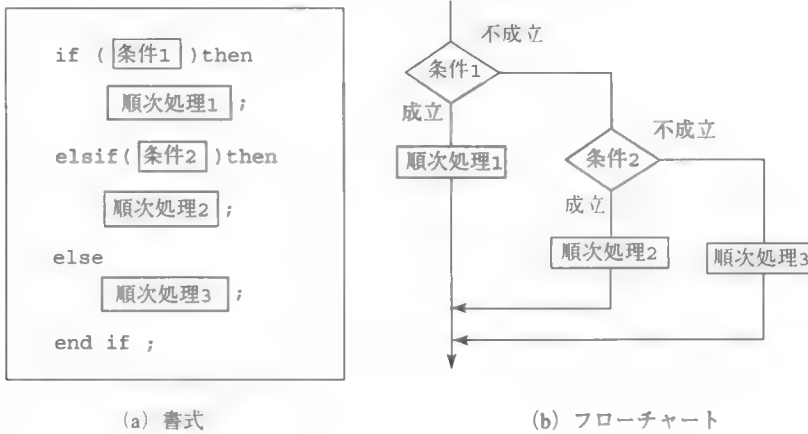 if ( 条件1 )then
順次処理1 ;
elsif( 条件2 )then
順次処理2 ;
else
順次処理3 ;
end if ;
(a) 書式
不成立
条件1
成立
不成立
順次処理1
条件2
成立
順次処理2
順次処理3
(b) フローチャート